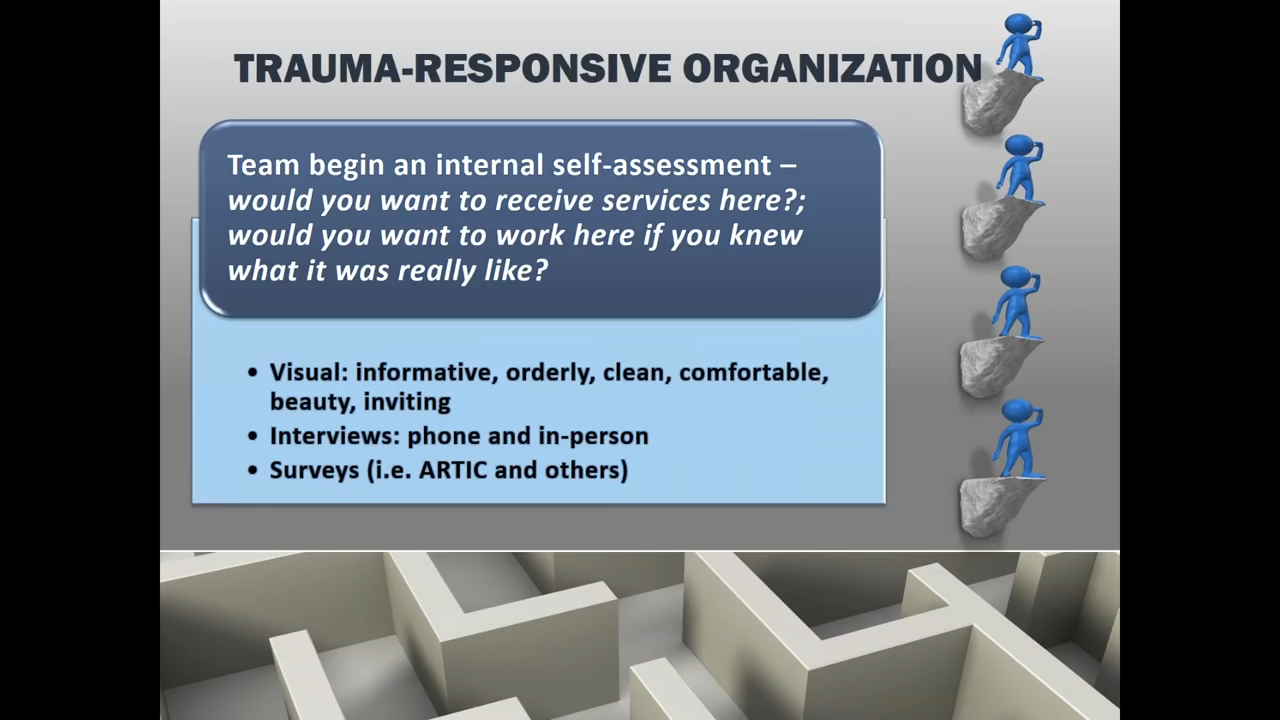 TRAUMA-RESPONSIVE ORGANIZATION
Team begin an internal self-assessment –
would you want to receive services here?;
would you want to work here if you knew
what it was really like?
• Visual: informative, orderly, clean, comfortable,
beauty, inviting
• Interviews: phone and in-person
• Surveys (i.e. ARTIC and others)